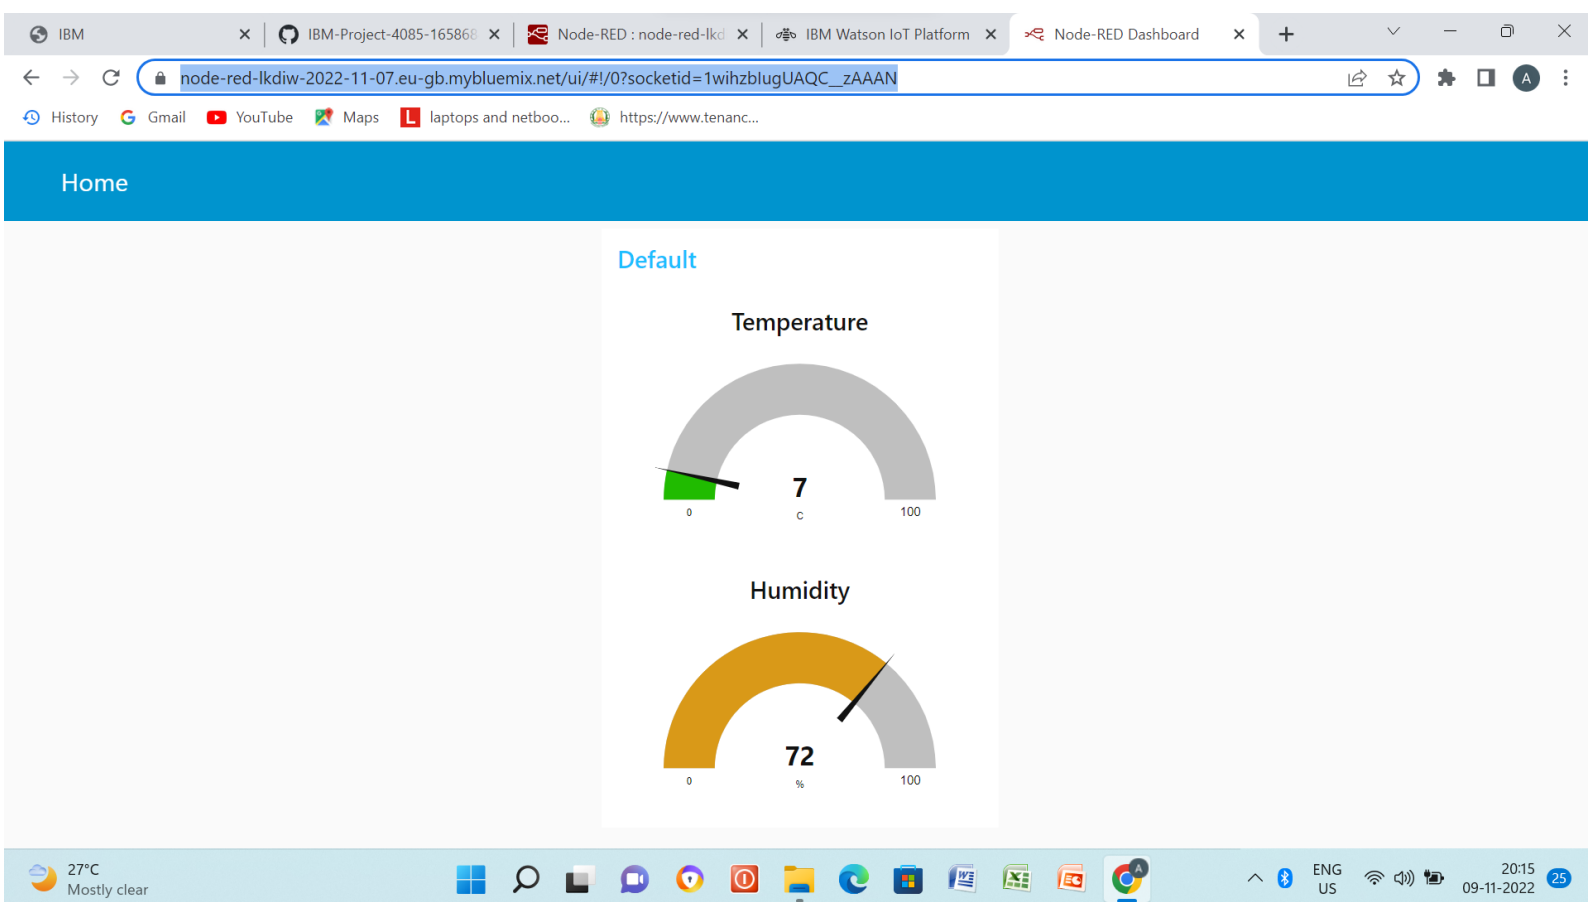 IBM
IBM-Project-4085-165868
Node-RED : node-red-lkd
IBM Watson IoT Platform
Node-RED Dashboard
node-red-lkdiw-2022-11-07.eu-gb.mybluemix.net/ui/#!/0?socketid=1wihzbIugUAQC__zAAAN
A
History
Gmail
YouTube
Maps
L laptops and netboo...
https://www.tenanc...
Home
Default
Temperature
7
0
C
100
Humidity
72
0
%
100
27°C
Mostly clear
A
ENG
US
20:15
09-11-2022
25